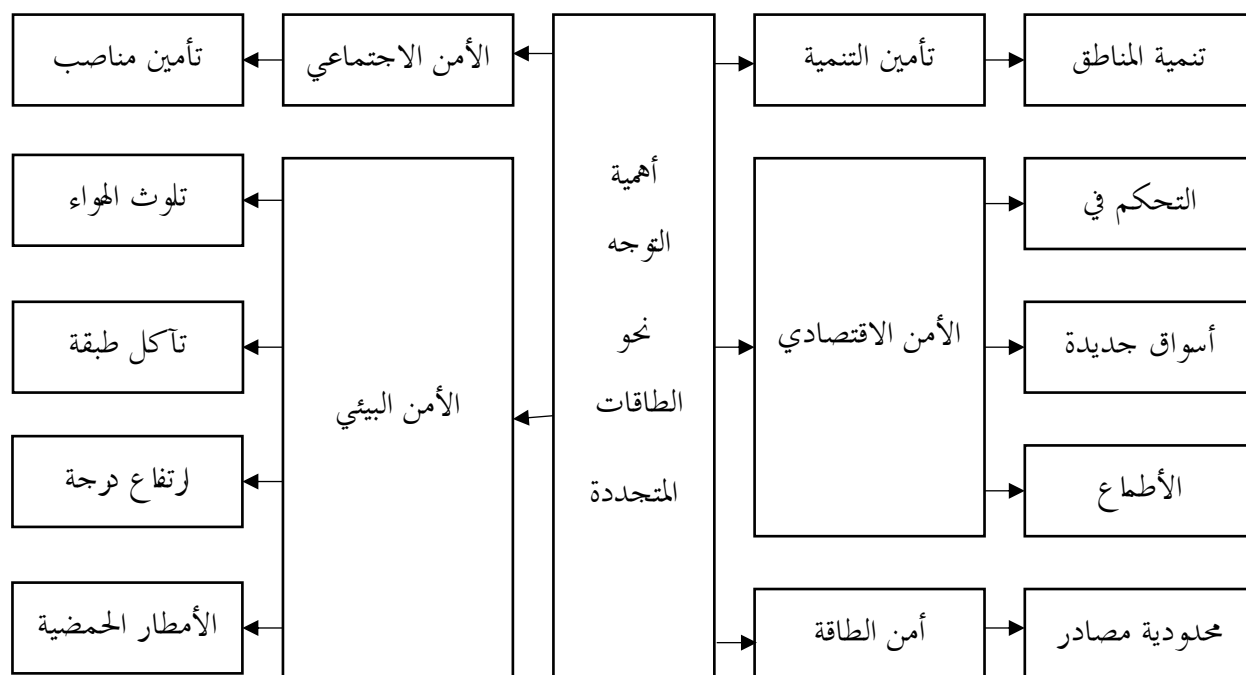 تنمية المناطق
تأمين التنمية
الأمن الاجتماعي
تأمين مناصب
أهمية
التوجه
نحو
الطاقات
المتجددة
التحكم في
أسواق جديدة
الأطماع
الأمن الاقتصادي
الأمن البيئي
تلوث الهواء
تآكل طبقة
ارتفاع درجة
الأمطار الحمضية
محدودية مصادر
أمن الطاقة